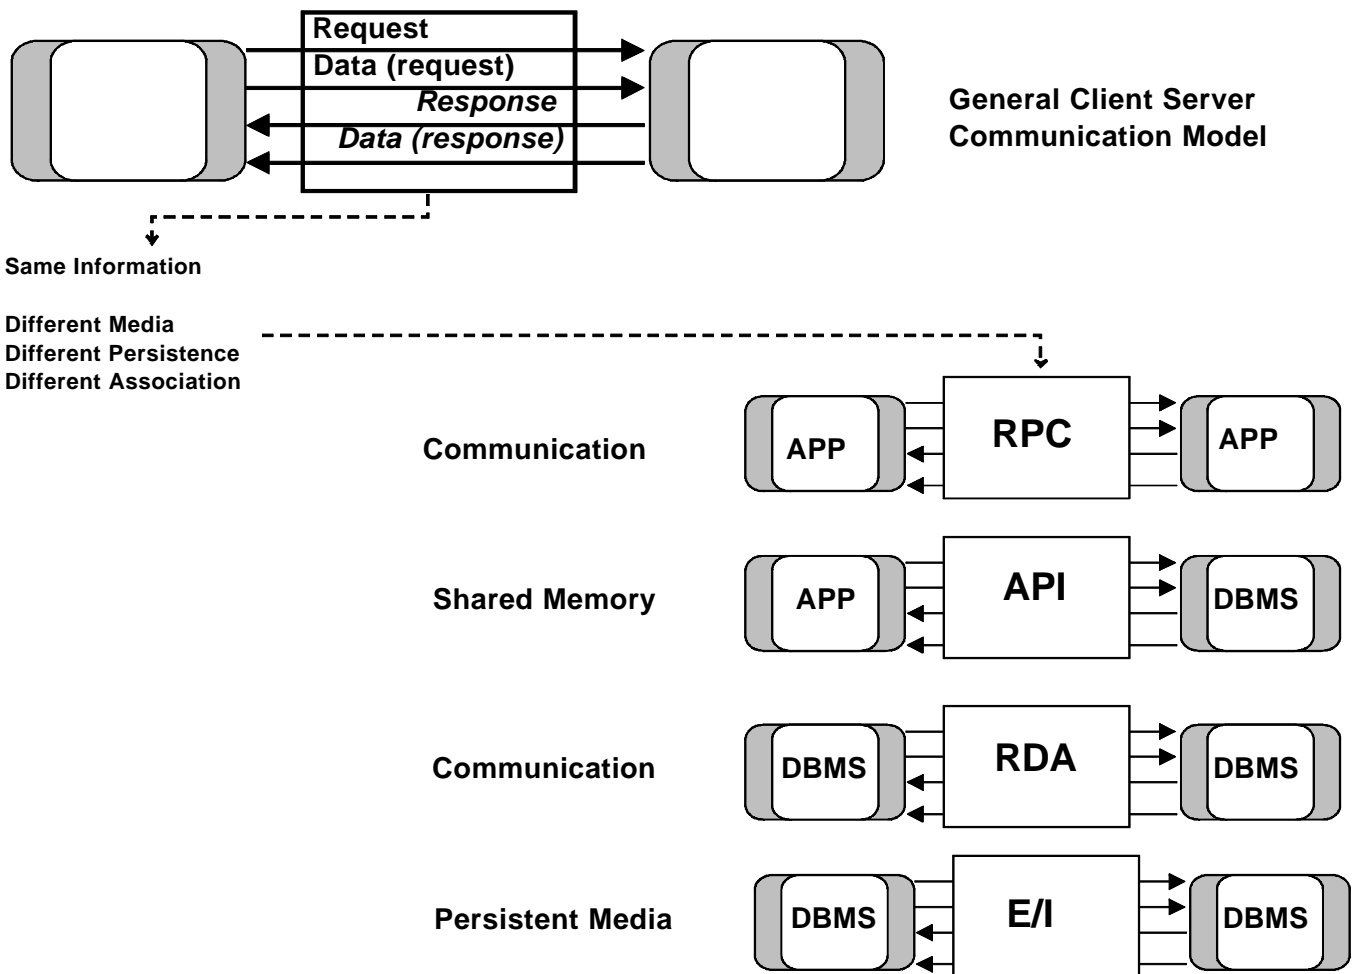 Request
Data (request)
Response
Data (response)
General Client Server
Communication Model
Same Information
Different Media
Different Persistence
Different Association
Communication
APP
RPC
APP
Shared Memory
APP
API
DBMS
Communication
DBMS
RDA
DBMS
Persistent Media
DBMS
E/I
DBMS